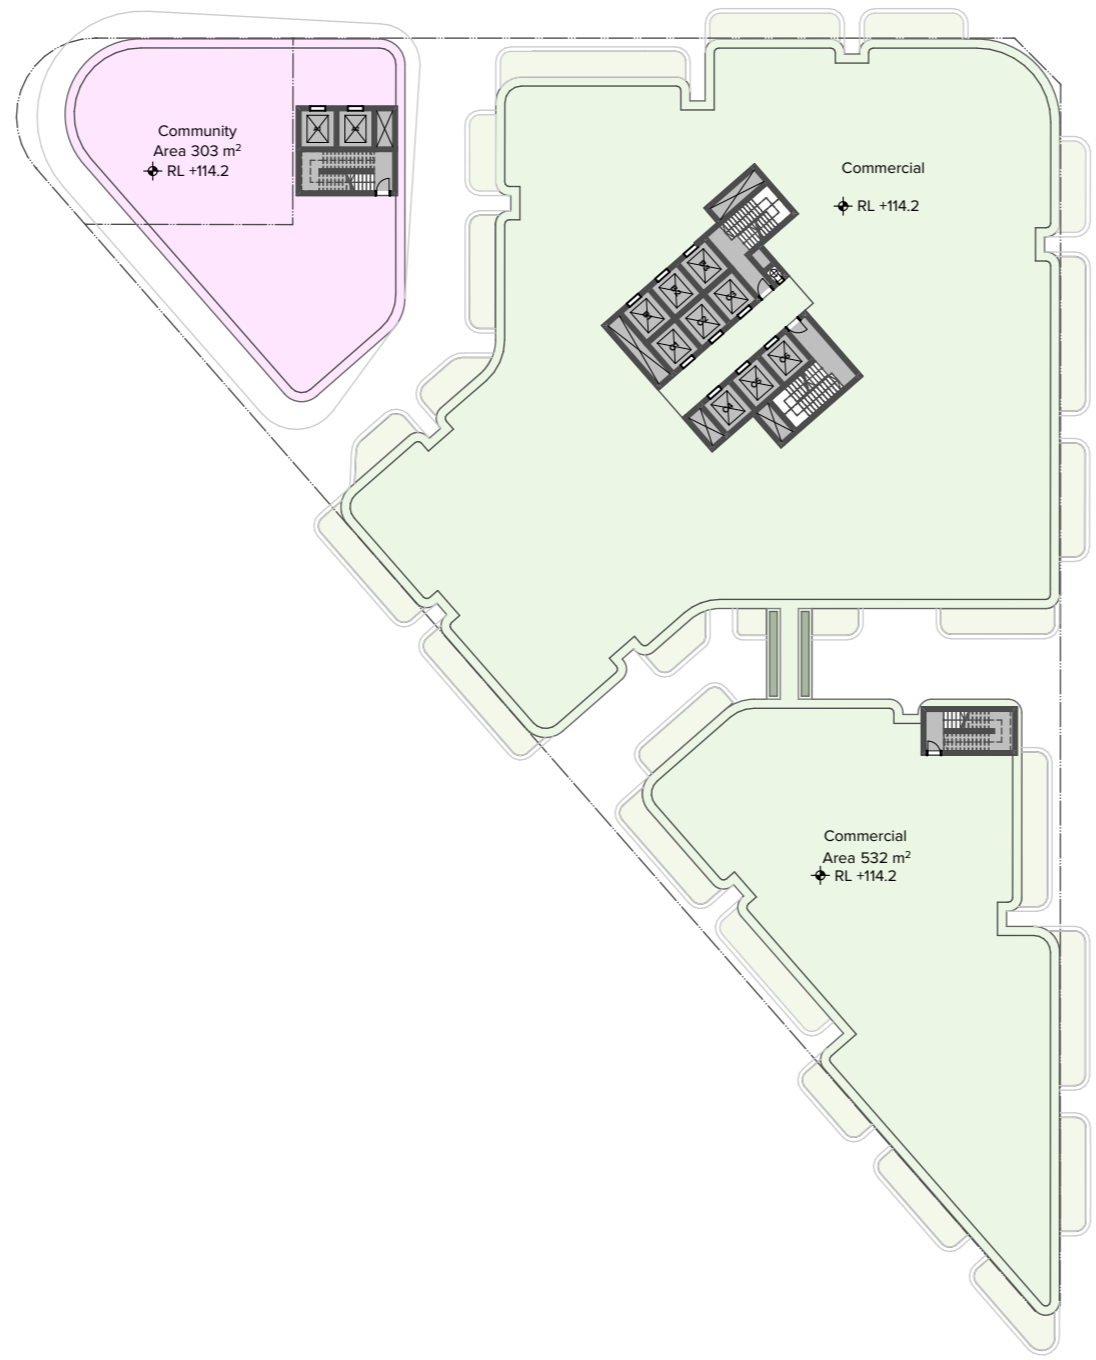 Community
Area 303 m²
RL +114.2
Commercial
RL +114.2
Commercial
Area 532 m²
RL +114.2